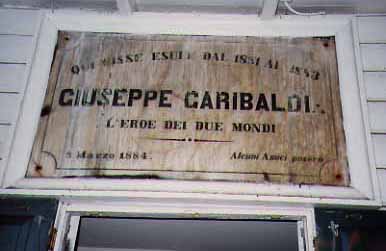 QUI VISSE ESULE DAL 1851 AL 1853
GIUSEPPE GARIBALDI
L'EROE DEI DUE MONDI
8 Marzo 1884. Alcuni Amici posero